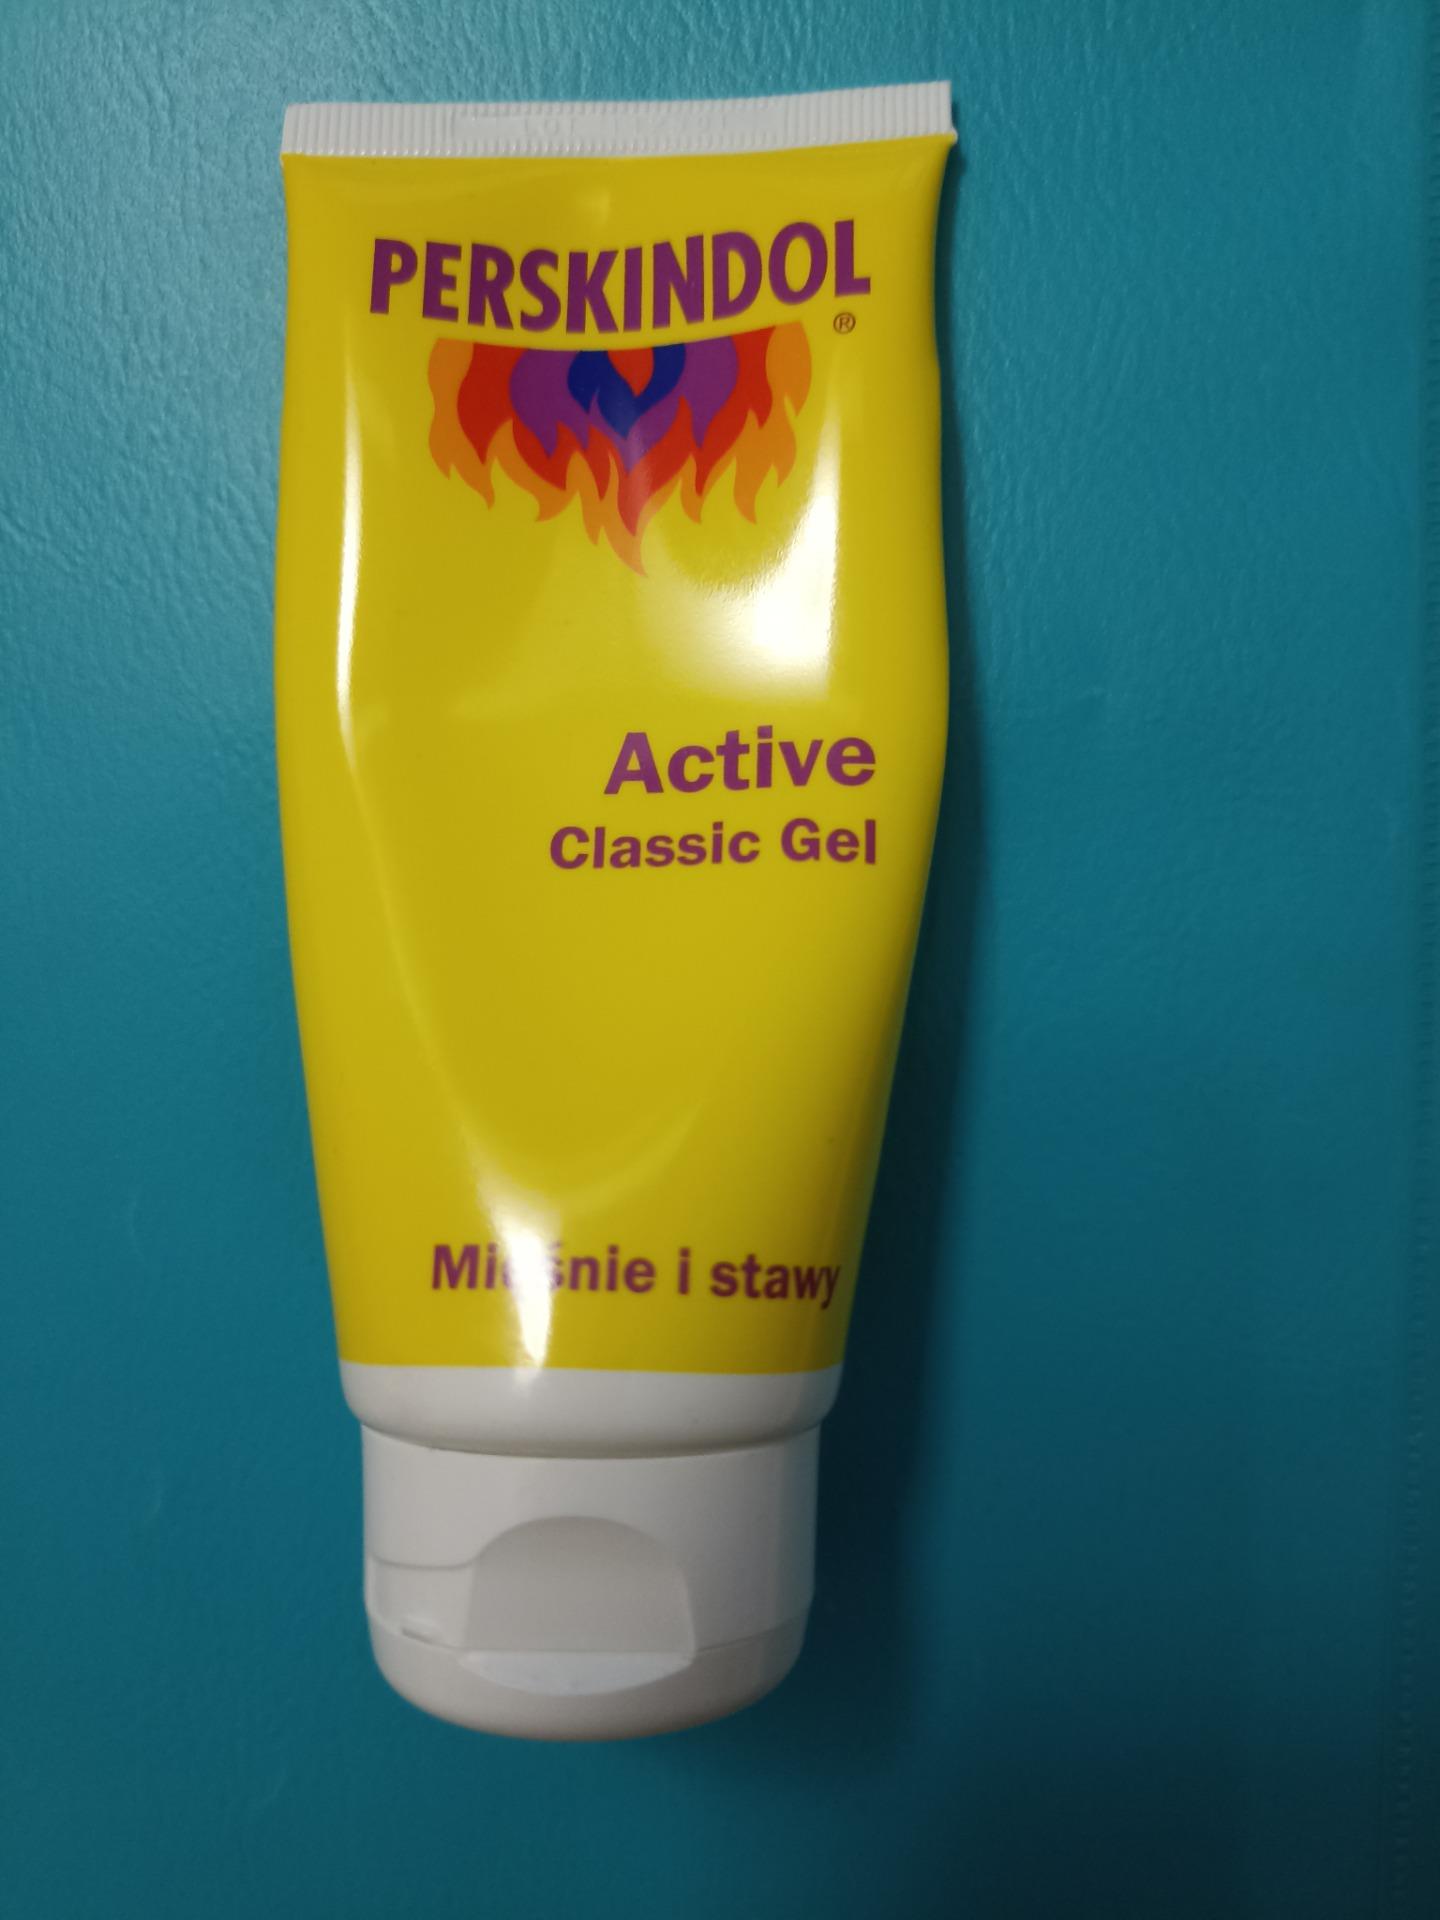 PERSKINDOL
®
Active
Classic Gel
Mięśnie i stawy